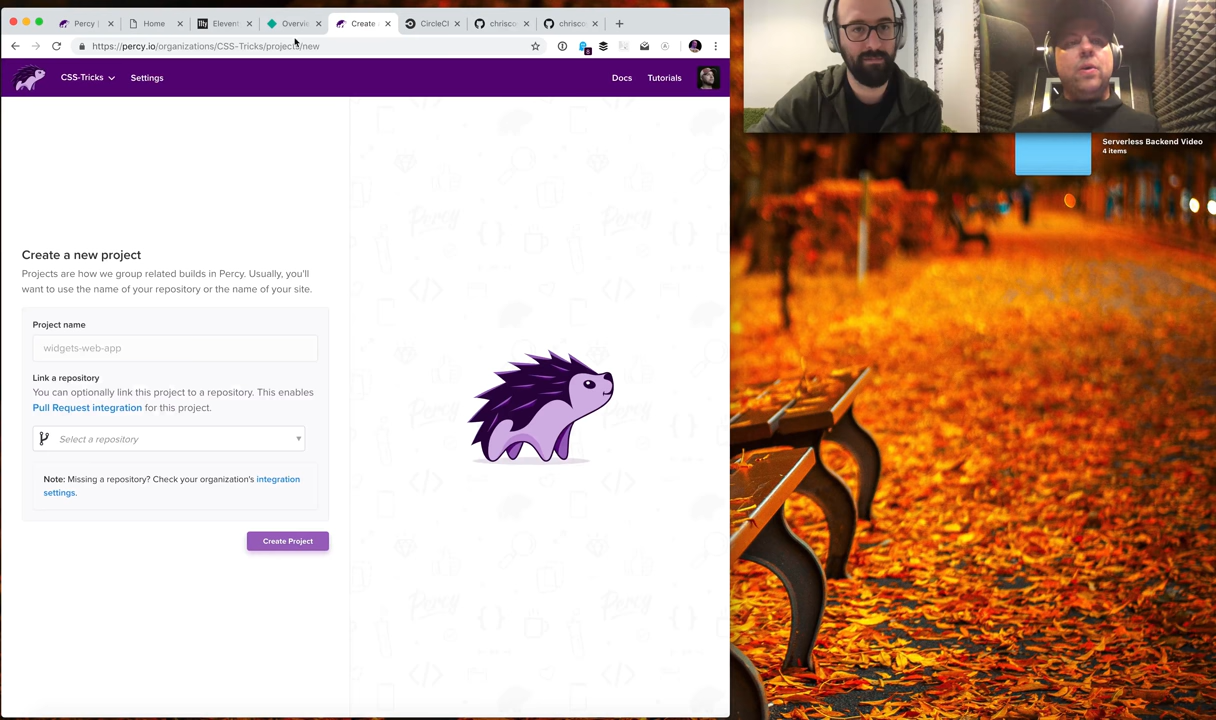 Percy |
Home
Elevent
Overvie
Create
CircleCI
chrisco
chrisco
https://percy.io/organizations/CSS-Tricks/projects/new
CSS-Tricks
Settings
Docs
Tutorials
Serverless Backend Video
4 items
Create a new project
Projects are how we group related builds in Percy. Usually, you'll
want to use the name of your repository or the name of your site.
Project name
widgets-web-app
Link a repository
You can optionally link this project to a repository. This enables
Pull Request integration for this project.
Select a repository
Note: Missing a repository? Check your organization's integration
settings.
Create Project